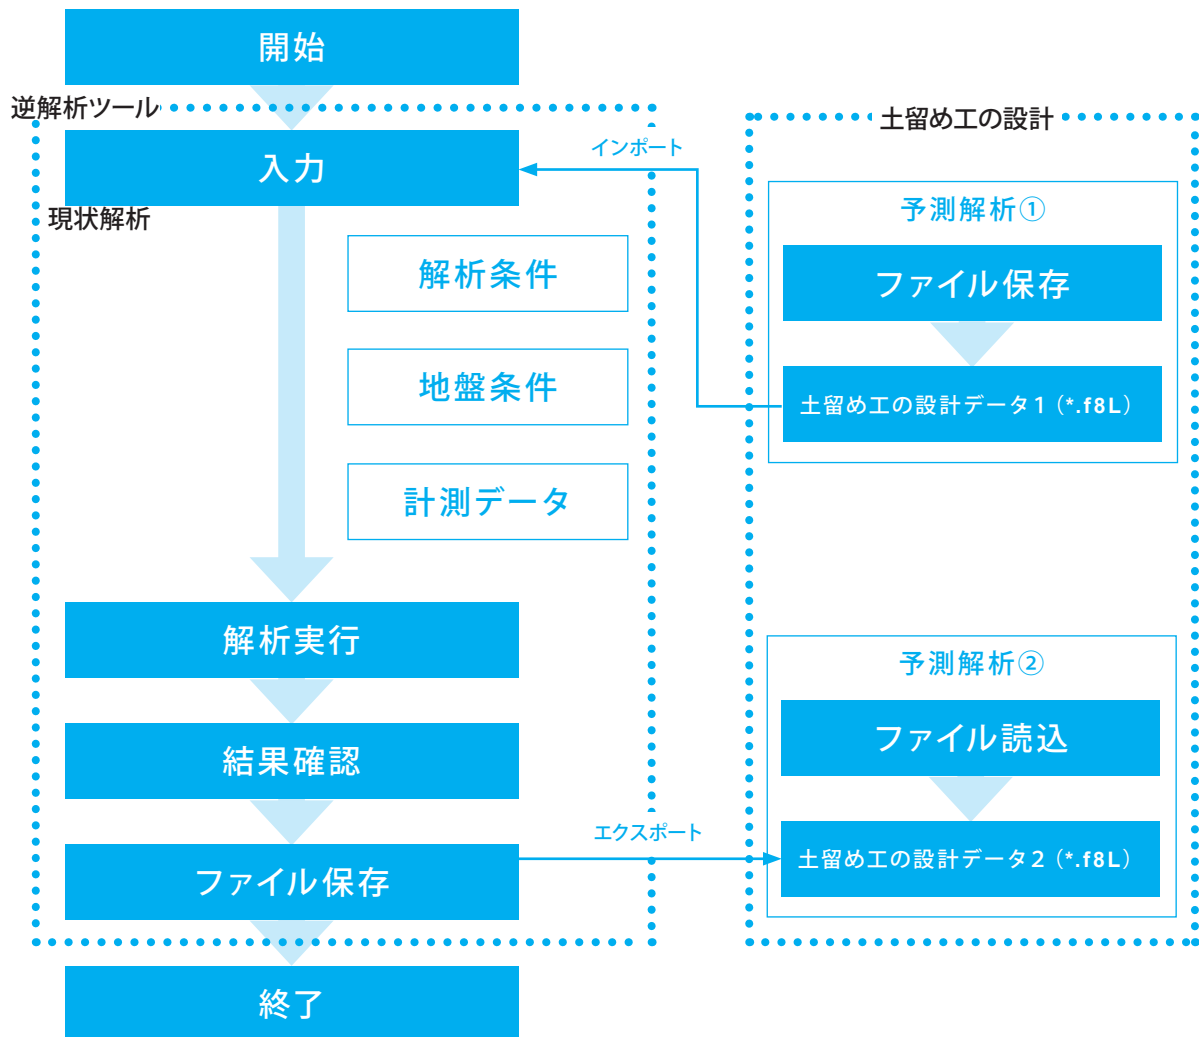 開始
逆解析ツール
入力
現状解析
解析条件
地盤条件
計測データ
解析実行
結果確認
ファイル保存
終了
インポート
エクスポート
土留め工の設計
予測解析①
ファイル保存
土留め工の設計データ1（*.f8L）
予測解析②
ファイル読込
土留め工の設計データ2（*.f8L）